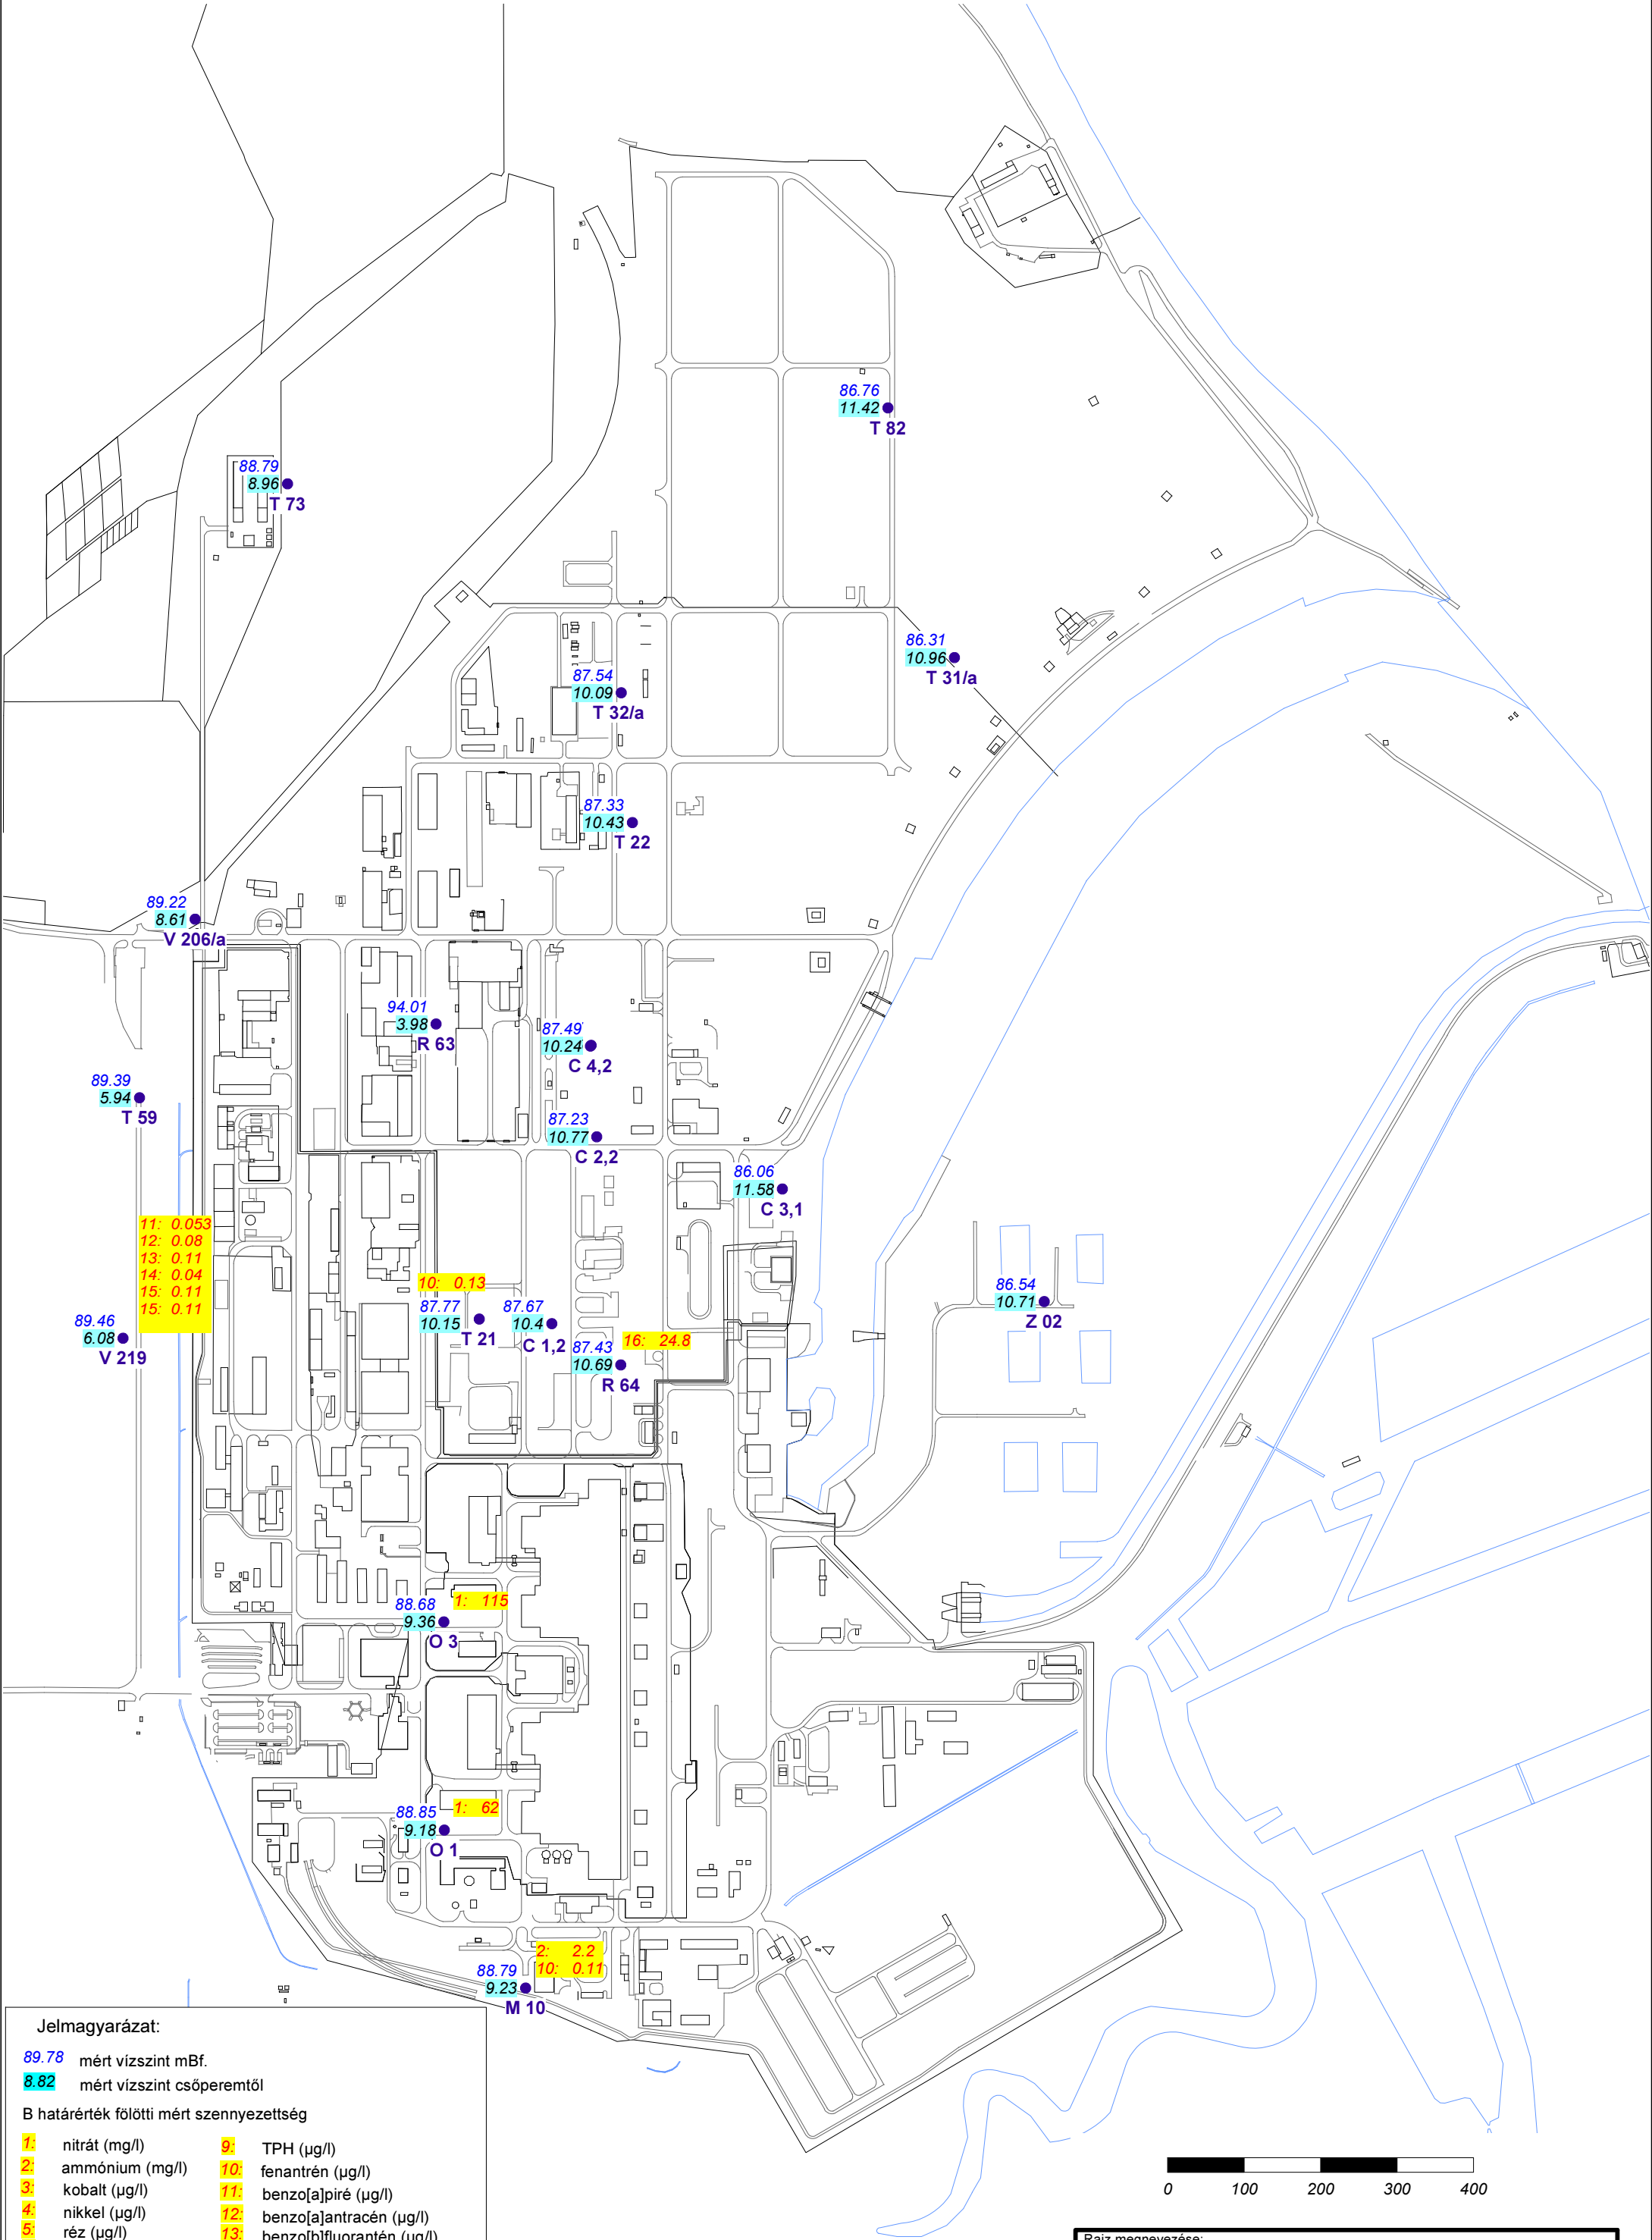 86.76
11.42
T 82
88.79
8.96
T 73
86.31
10.96
T 31/a
87.54
10.09
T 32/a
87.33
10.43
T 22
89.22
8.61
V 206/a
94.01
3.98
R 63
87.49
10.24
C 4,2
89.39
5.94
T 59
87.23
10.77
C 2,2
86.06
11.58
C 3,1
11: 0.053
12: 0.08
13: 0.11
14: 0.04
15: 0.11
15: 0.11
89.46
6.08
V 219
10: 0.13
87.77
10.15
T 21
87.67
10.4
C 1,2
86.54
10.71
Z 02
16: 24.8
87.43
10.69
R 64
1: 115
88.68
9.36
O 3
1: 62
88.85
9.18
O 1
2: 2.2
10: 0.11
88.79
9.23
M 10
Jelmagyarázat:
89.78 mért vízszint mBf.
8.82 mért vízszint csőperemtől
B határérték fölötti mért szennyezettség
1: nitrát (mg/l)
2: ammónium (mg/l)
3: kobalt (µg/l)
4: nikkel (µg/l)
5: réz (µg/l)
9: TPH (µg/l)
10: fenantrén (µg/l)
11: benzo[a]piré (µg/l)
12: benzo[a]antracén (µg/l)
13: benzo[b]fluorantén (µg/l)
0 100 200 300 400
Rajz megnevezése: